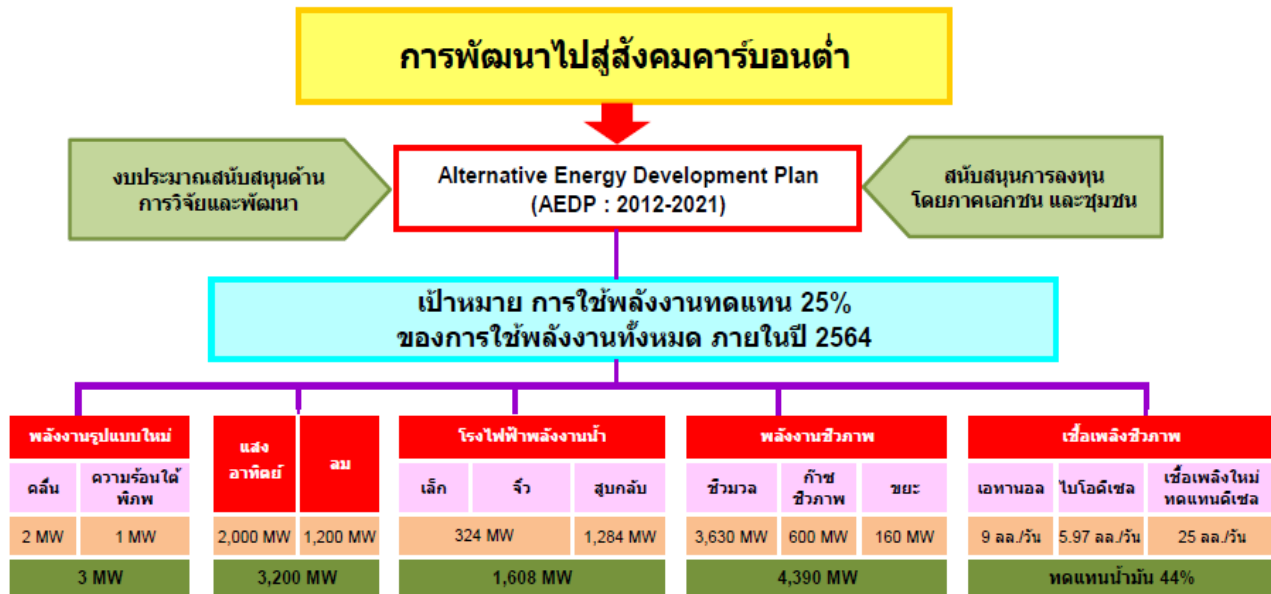 การพัฒนาไปสู่สังคมคาร์บอนต่ำ
งบประมาณสนับสนุนด้าน
การวิจัยและพัฒนา
Alternative Energy Development Plan
(AEDP : 2012-2021)
สนับสนุนการลงทุน
โดยภาคเอกชน และชุมชน
เป้าหมาย การใช้พลังงานทดแทน 25%
ของการใช้พลังงานทั้งหมด ภายในปี 2564
พลังงานรูปแบบใหม่
คลื่น
ความร้อนใต้
พิภพ
2 MW
1 MW
3 MW
แสง
อาทิตย์
ลม
2,000 MW
1,200 MW
3,200 MW
โรงไฟฟ้าพลังงานน้ำ
เล็ก
จิ๋ว
สูบกลับ
324 MW
1,284 MW
1,608 MW
พลังงานชีวภาพ
ชีวมวล
ก๊าซ
ชีวภาพ
ขยะ
3,630 MW
600 MW
160 MW
4,390 MW
เชื้อเพลิงชีวภาพ
เอทานอล
ไบโอดีเซล
เชื้อเพลิงใหม่
ทดแทนดีเซล
9 ลล./วัน
5.97 ลล./วัน
25 ลล./วัน
ทดแทนน้ำมัน 44%